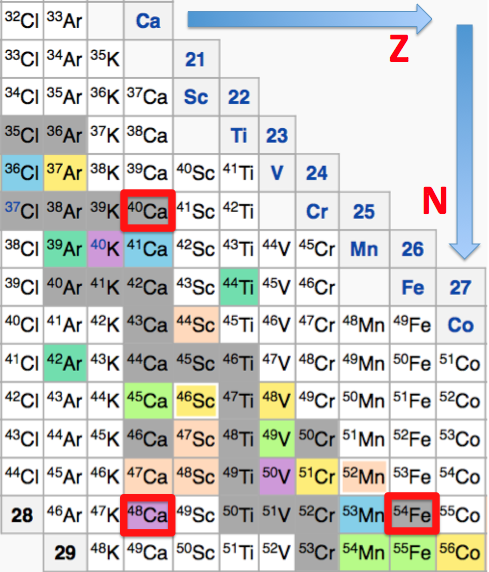 32Cl 33Ar Ca Z
33Cl 34Ar 35K 21
34Cl 35Ar 36K 37Ca Sc 22
35Cl 36Ar 37K 38Ca Ti 23
36Cl 37Ar 38K 39Ca 40Sc 41Ti V 24
37Cl 38Ar 39K 40Ca 41Sc 42Ti Cr 25 N
38Cl 39Ar 40K 41Ca 42Sc 43Ti 44V 45Cr Mn 26
39Cl 40Ar 41K 42Ca 43Sc 44Ti 45V 46Cr Fe 27
40Cl 41Ar 42K 43Ca 44Sc 45Ti 46V 47Cr 48Mn 49Fe Co
41Cl 42Ar 43K 44Ca 45Sc 46Ti 47V 48Cr 49Mn 50Fe 51Co
42Cl 43Ar 44K 45Ca 46Sc 47Ti 48V 49Cr 50Mn 51Fe 52Co
43Cl 44Ar 45K 46Ca 47Sc 48Ti 49V 50Cr 51Mn 52Fe 53Co
44Cl 45Ar 46K 47Ca 48Sc 49Ti 50V 51Cr 52Mn 53Fe 54Co
28 46Ar 47K 48Ca 49Sc 50Ti 51V 52Cr 53Mn 54Fe 55Co
29 48K 49Ca 50Sc 51Ti 52V 53Cr 54Mn 55Fe 56Co